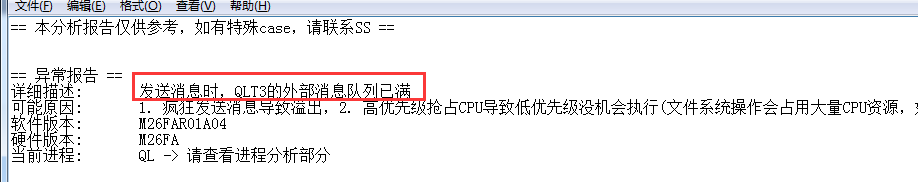 文件(F) 编辑(E) 格式(O) 查看(V) 帮助(H)
== 本分析报告仅供参考，如有特殊case，请联系SS ==
== 异常报告 ==
详细描述: 发送消息时，QLT3的外部消息队列已满
可能原因: 1. 疯狂发送消息导致溢出，2. 高优先级抢占CPU导致低优先级没机会执行(文件系统操作会占用大量CPU资源，
软件版本: M26FAR01A04
硬件版本: M26FA
当前进程: QL -> 请查看进程分析部分